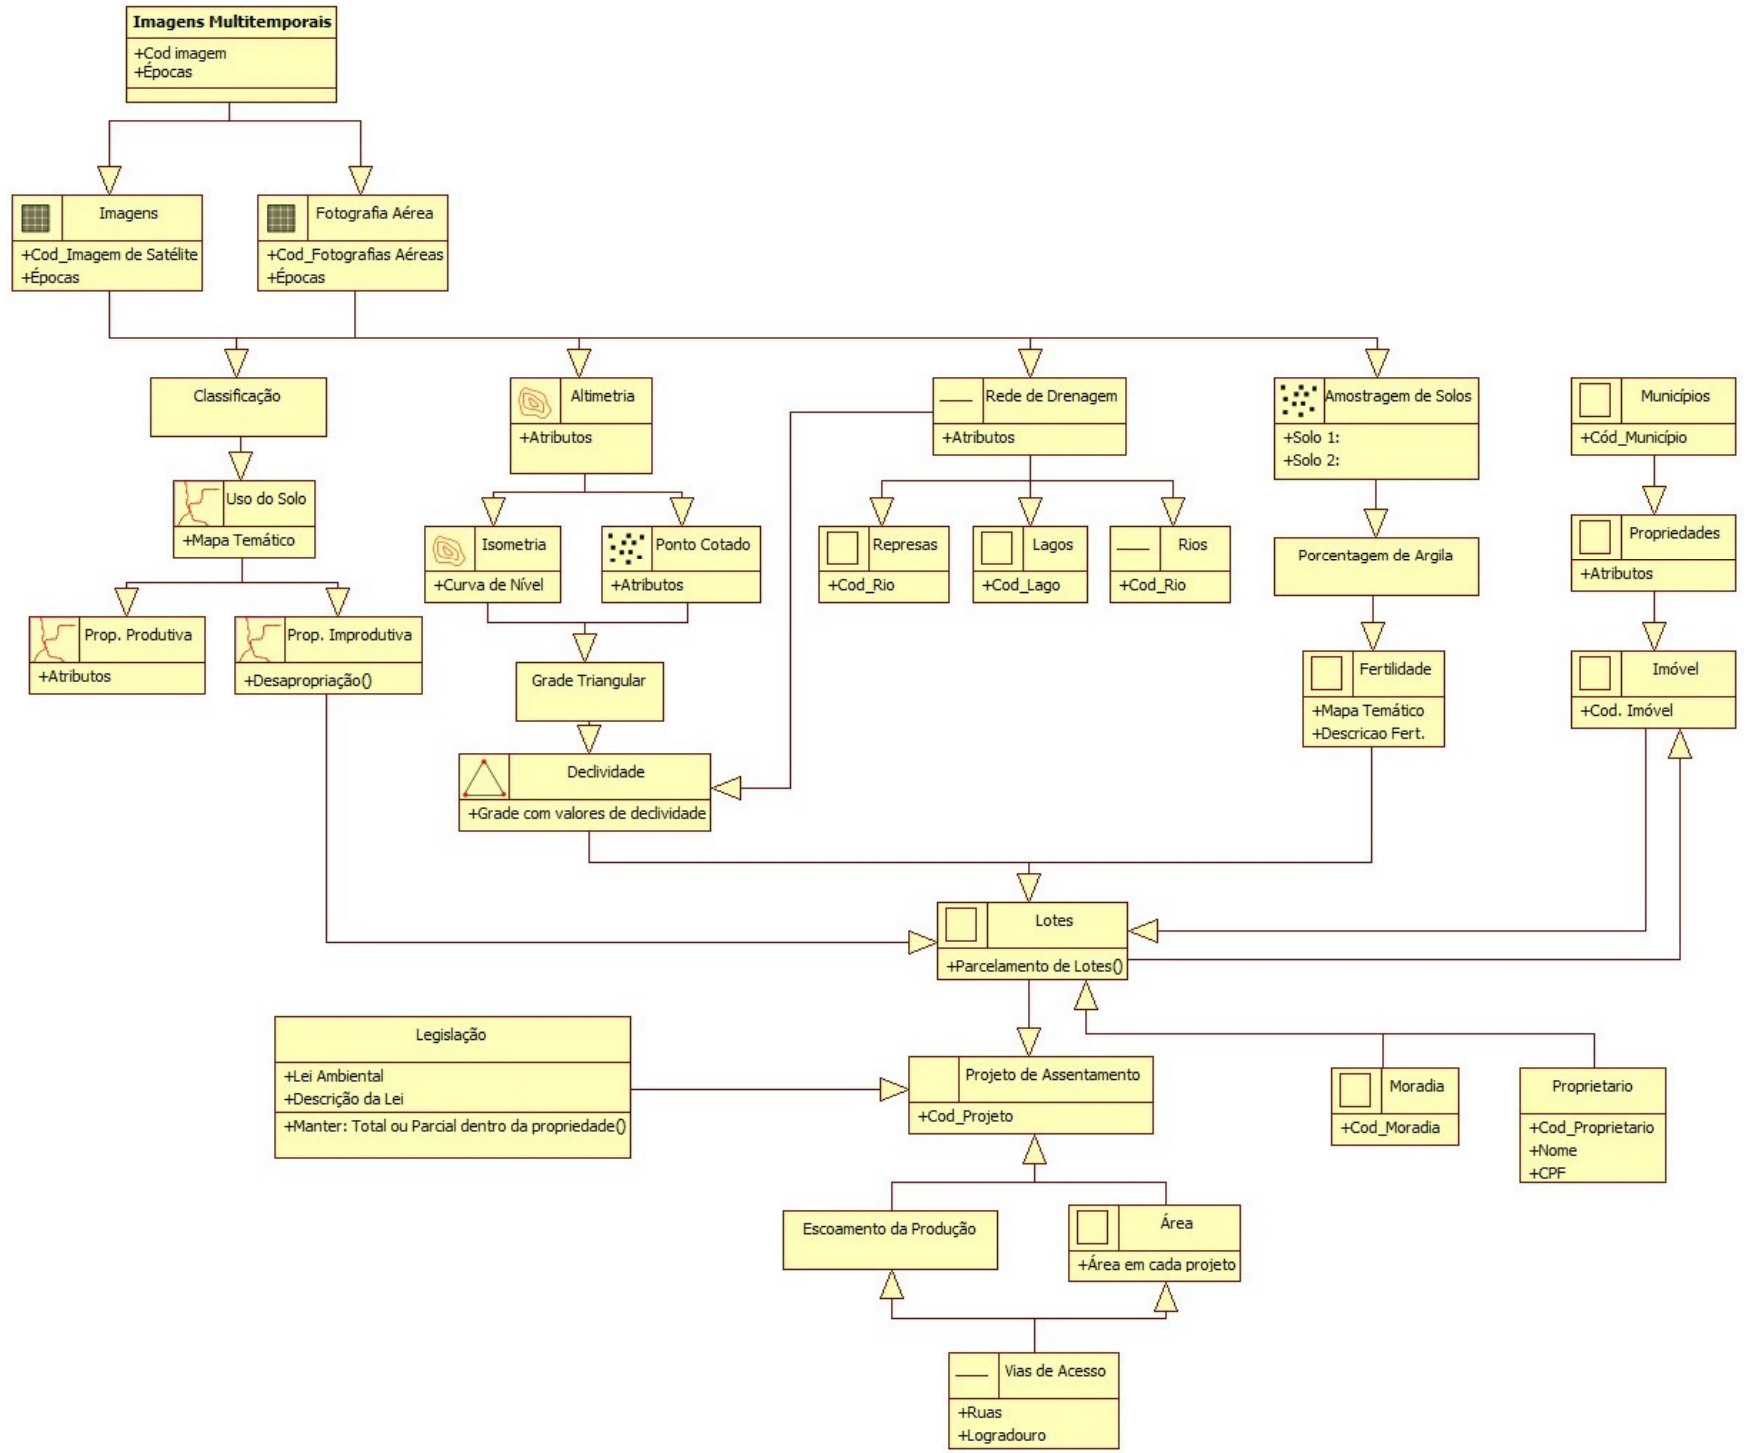 Imagens Multitemporais
+Cod imagem
+Épocas
Imagens
+Cod_Imagem de Satélite
+Épocas
Fotografia Aérea
+Cod_Fotografias Aéreas
+Épocas
Classificação
Altimetria
+Atributos
Rede de Drenagem
+Atributos
Amostragem de Solos
+Solo 1:
+Solo 2:
Municípios
+Cód_Município
Uso do Solo
+Mapa Temático
Isometria
+Curva de Nível
Ponto Cotado
+Atributos
Represas
+Cod_Rio
Lagos
+Cod_Lago
Rios
+Cod_Rio
Porcentagem de Argila
Propriedades
+Atributos
Prop. Produtiva
+Atributos
Prop. Improdutiva
+Desapropriação()
Grade Triangular
Fertilidade
+Mapa Temático
+Descricao Fert.
Imóvel
+Cod. Imóvel
Declividade
+Grade com valores de declividade
Lotes
+Parcelamento de Lotes()
Legislação
+Lei Ambiental
+Descrição da Lei
+Manter: Total ou Parcial dentro da propriedade()
Projeto de Assentamento
+Cod_Projeto
Moradia
+Cod_Moradia
Proprietario
+Cod_Proprietario
+Nome
+CPF
Escoamento da Produção
Área
+Área em cada projeto
Vias de Acesso
+Ruas
+Logradouro